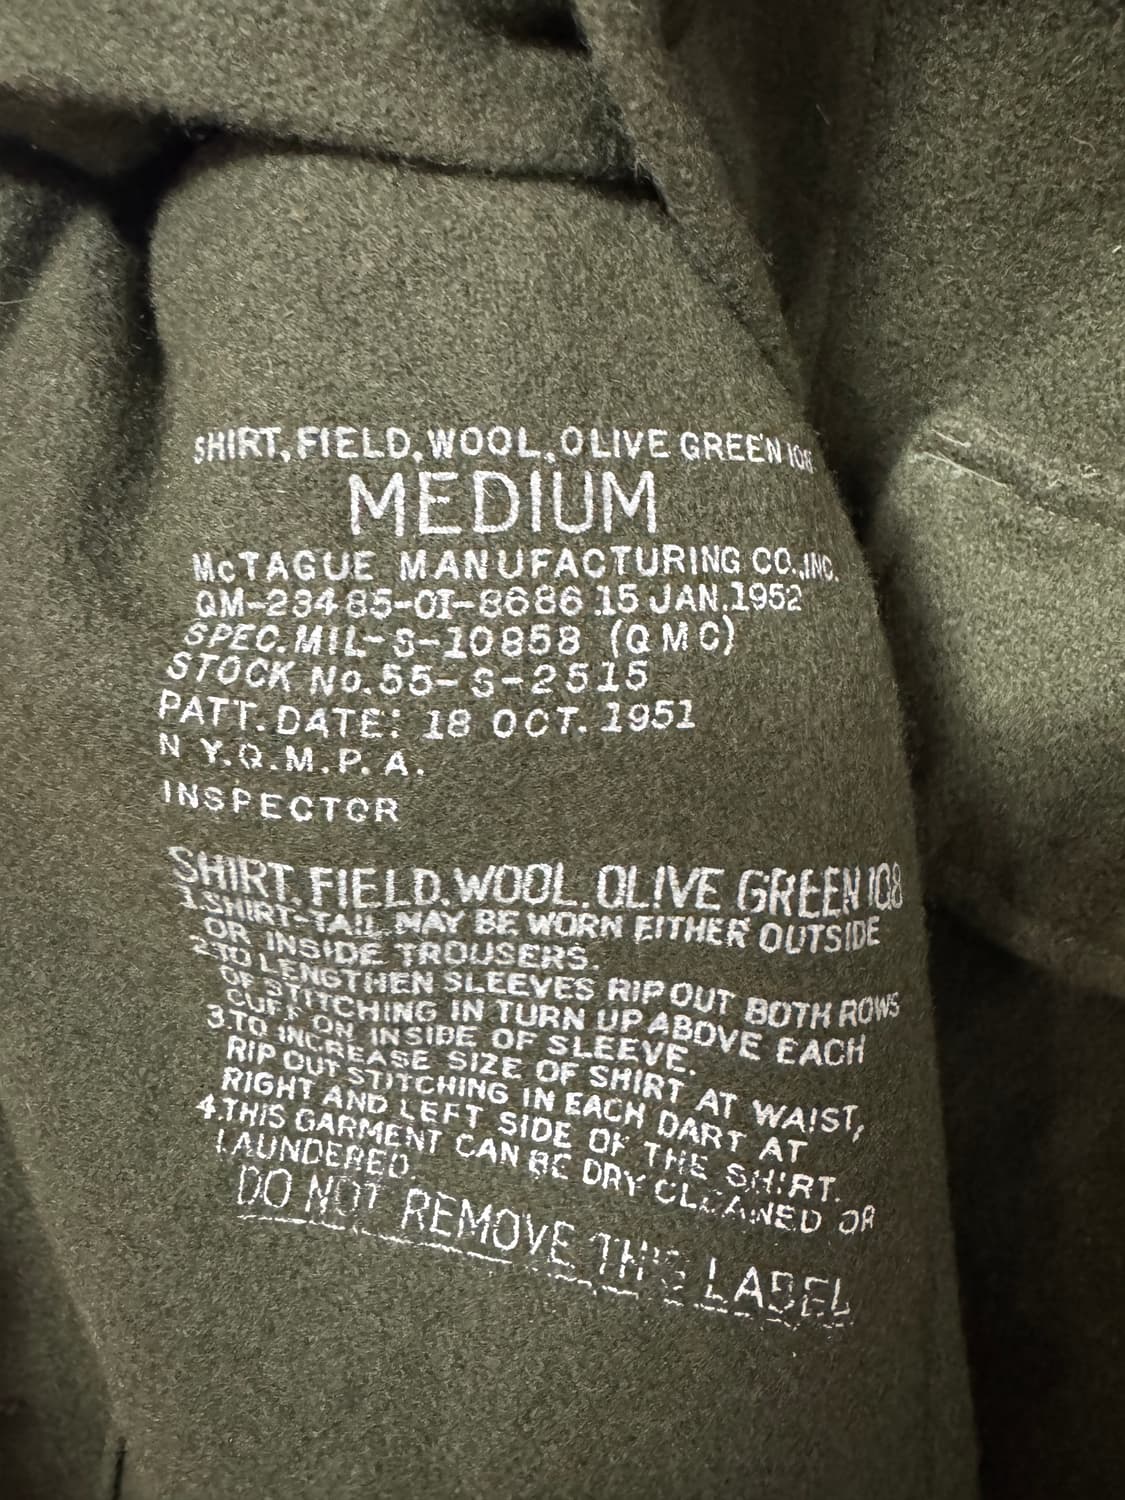 SHIRT, FIELD, WOOL, OLIVE GREEN 108
MEDIUM
McTAGUE MANUFACTURING CO., INC.
QM-23485-OI-8686 15 JAN. 1952
SPEC. MIL-S-10858 (QMC)
STOCK No. 55-S-2515
PATT. DATE: 18 OCT. 1951
N.Y.Q.M.P.A.
INSPECTOR
SHIRT, FIELD, WOOL, OLIVE GREEN 108
1. SHIRT-TAIL MAY BE WORN EITHER OUTSIDE
OR INSIDE TROUSERS.
2. TO LENGTHEN SLEEVES RIP OUT BOTH ROWS
OF STITCHING IN TURN UP ABOVE EACH
CUFF ON INSIDE OF SLEEVE.
3. TO INCREASE SIZE OF SHIRT AT WAIST,
RIP OUT STITCHING IN EACH DART AT
RIGHT AND LEFT SIDE OF THE SHIRT.
4. THIS GARMENT CAN BE DRY CLEANED OR
LAUNDERED.
DO NOT REMOVE THIS LABEL